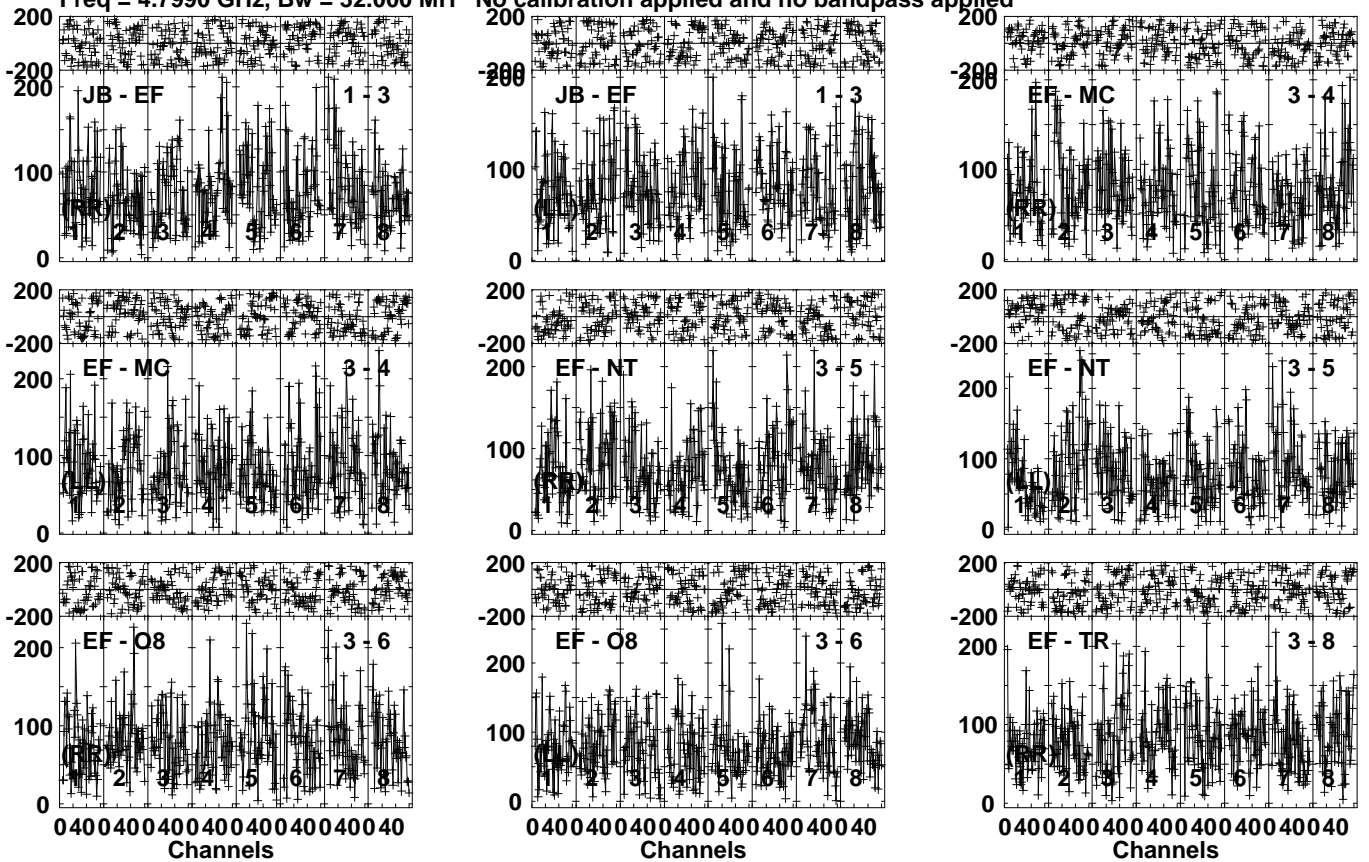 Freq = 4.7990 GHz, Bw = 32.000 MH No calibration applied and no bandpass applied
200 200 200
-200 -200 -200
200 200 200
JB - EF 1 - 3 JB - EF 1 - 3 EF - MC 3 - 4
100 100 100
(RR) (LL) (RR)
1 2 3 4 5 6 7 8 1 2 3 4 5 6 7 8 1 2 3 4 5 6 7 8
0 0 0
200 200 200
-200 -200 -200
EF - MC 3 - 4 EF - NT 3 - 5 EF - NT 3 - 5
200 200 200
100 100 100
(LL) (RR) (LL)
1 2 3 4 5 6 7 8 1 2 3 4 5 6 7 8 1 2 3 4 5 6 7 8
0 0 0
200 200 200
-200 -200 -200
EF - O8 3 - 6 EF - O8 3 - 6 EF - TR 3 - 8
200 200 200
100 100 100
(RR) (LL) (RR)
1 2 3 4 5 6 7 8 1 2 3 4 5 6 7 8 1 2 3 4 5 6 7 8
0 0 0
0 40 0 40 0 40 0 40 0 40 0 40 0 40 0 40 0 40 0 40 0 40 0 40 0 40 0 40 0 40 0 40 0 40 0 40 0 40 0 40 0 40 0 40 0 40 0 40
Channels Channels Channels